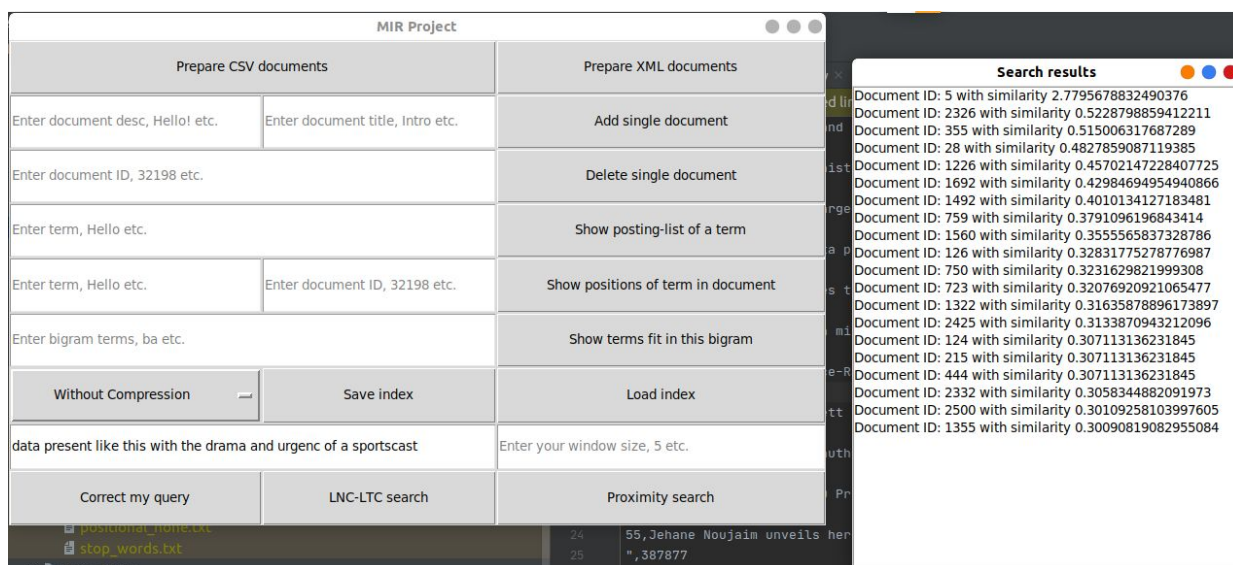 MIR Project
Prepare CSV documents
Prepare XML documents
Enter document desc, Hello! etc.
Enter document title, Intro etc.
Add single document
Enter document ID, 32198 etc.
Delete single document
Enter term, Hello etc.
Show posting-list of a term
Enter term, Hello etc.
Enter document ID, 32198 etc.
Show positions of term in document
Enter bigram terms, ba etc.
Show terms fit in this bigram
Without Compression
Save index
Load index
data present like this with the drama and urgenc of a sportscast
Enter your window size, 5 etc.
Correct my query
LNC-LTC search
Proximity search
positional_none.txt
stop_words.txt
24 55,Jehane Noujaim unveils her
25 ",387877
Search results
Document ID: 5 with similarity 2.7795678832490376
Document ID: 2326 with similarity 0.5228798859412211
Document ID: 355 with similarity 0.515006317687289
Document ID: 28 with similarity 0.4827859087119385
Document ID: 1226 with similarity 0.45702147228407725
Document ID: 1692 with similarity 0.42984694954940866
Document ID: 1492 with similarity 0.4010134127183481
Document ID: 759 with similarity 0.3791096196843414
Document ID: 1560 with similarity 0.3555565837328786
Document ID: 126 with similarity 0.32831775278776987
Document ID: 750 with similarity 0.3231629821999308
Document ID: 723 with similarity 0.32076920921065477
Document ID: 1322 with similarity 0.31635878896173897
Document ID: 2425 with similarity 0.3133870943212096
Document ID: 124 with similarity 0.307113136231845
Document ID: 215 with similarity 0.307113136231845
Document ID: 444 with similarity 0.307113136231845
Document ID: 2332 with similarity 0.3058344882091973
Document ID: 2500 with similarity 0.30109258103997605
Document ID: 1355 with similarity 0.30090819082955084